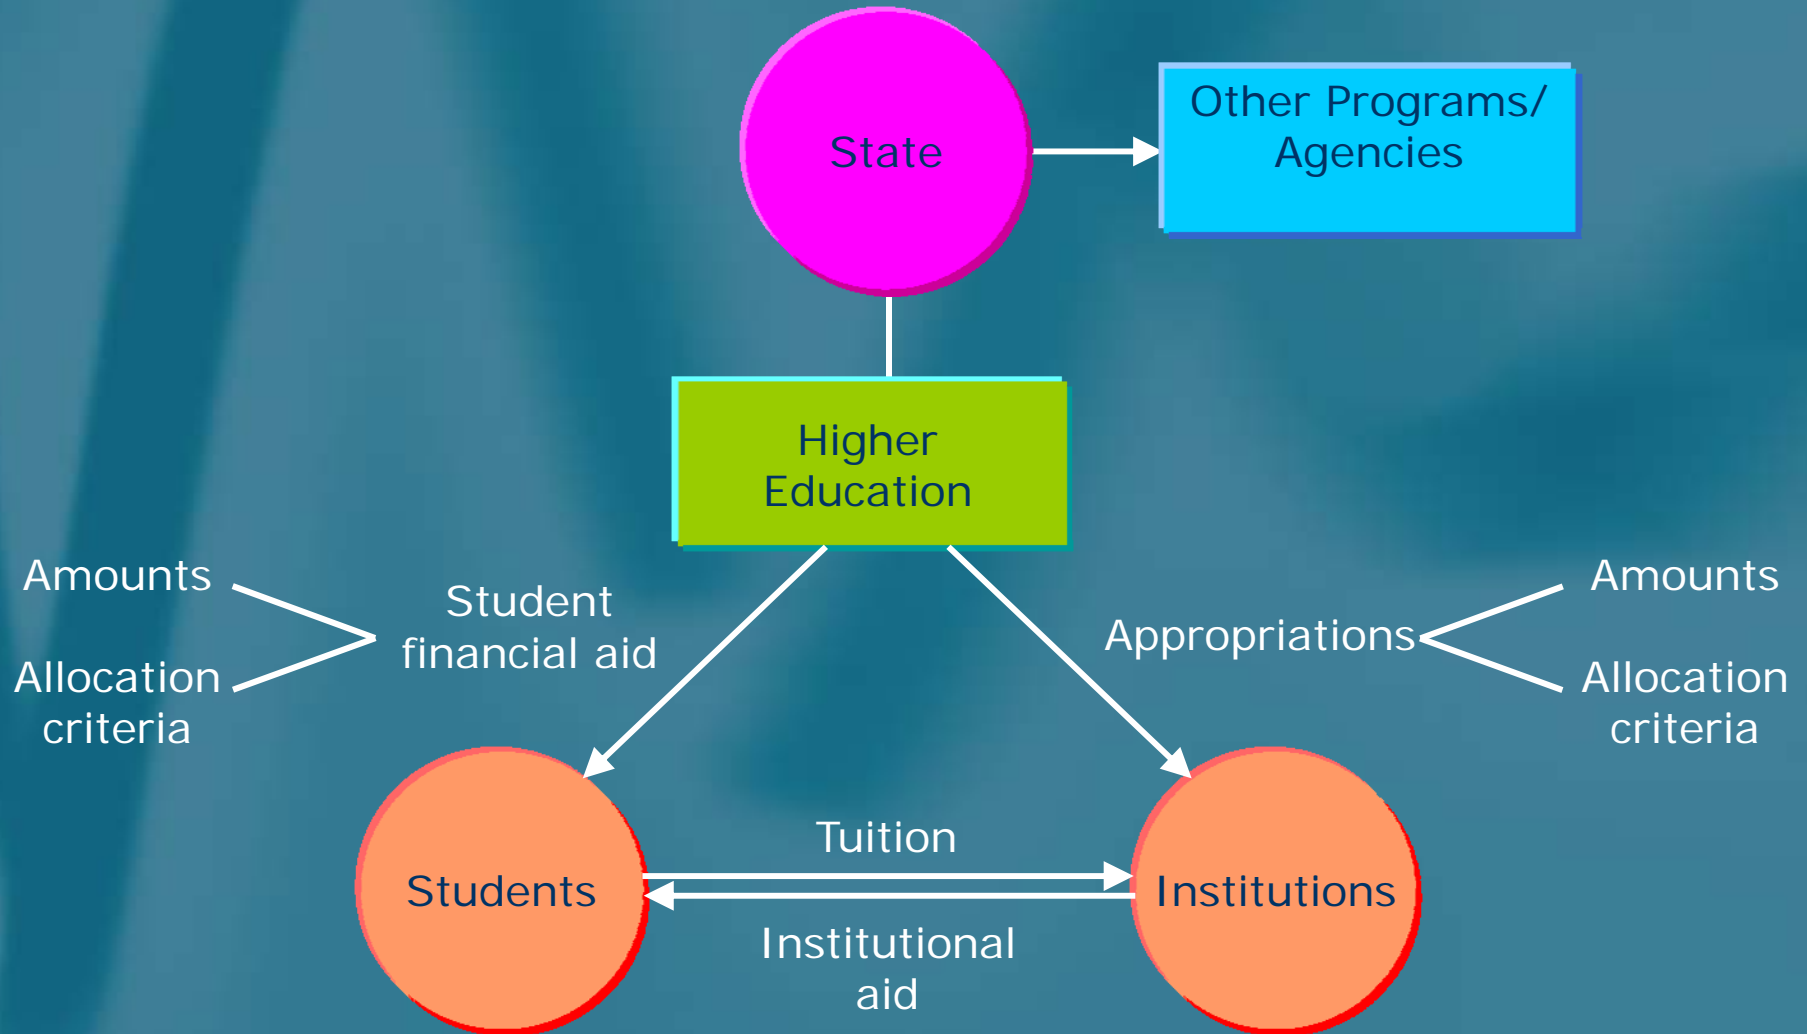 State
Other Programs/
Agencies
Higher
Education
Amounts
Allocation
criteria
Student
financial aid
Appropriations
Amounts
Allocation
criteria
Students
Tuition
Institutional
aid
Institutions